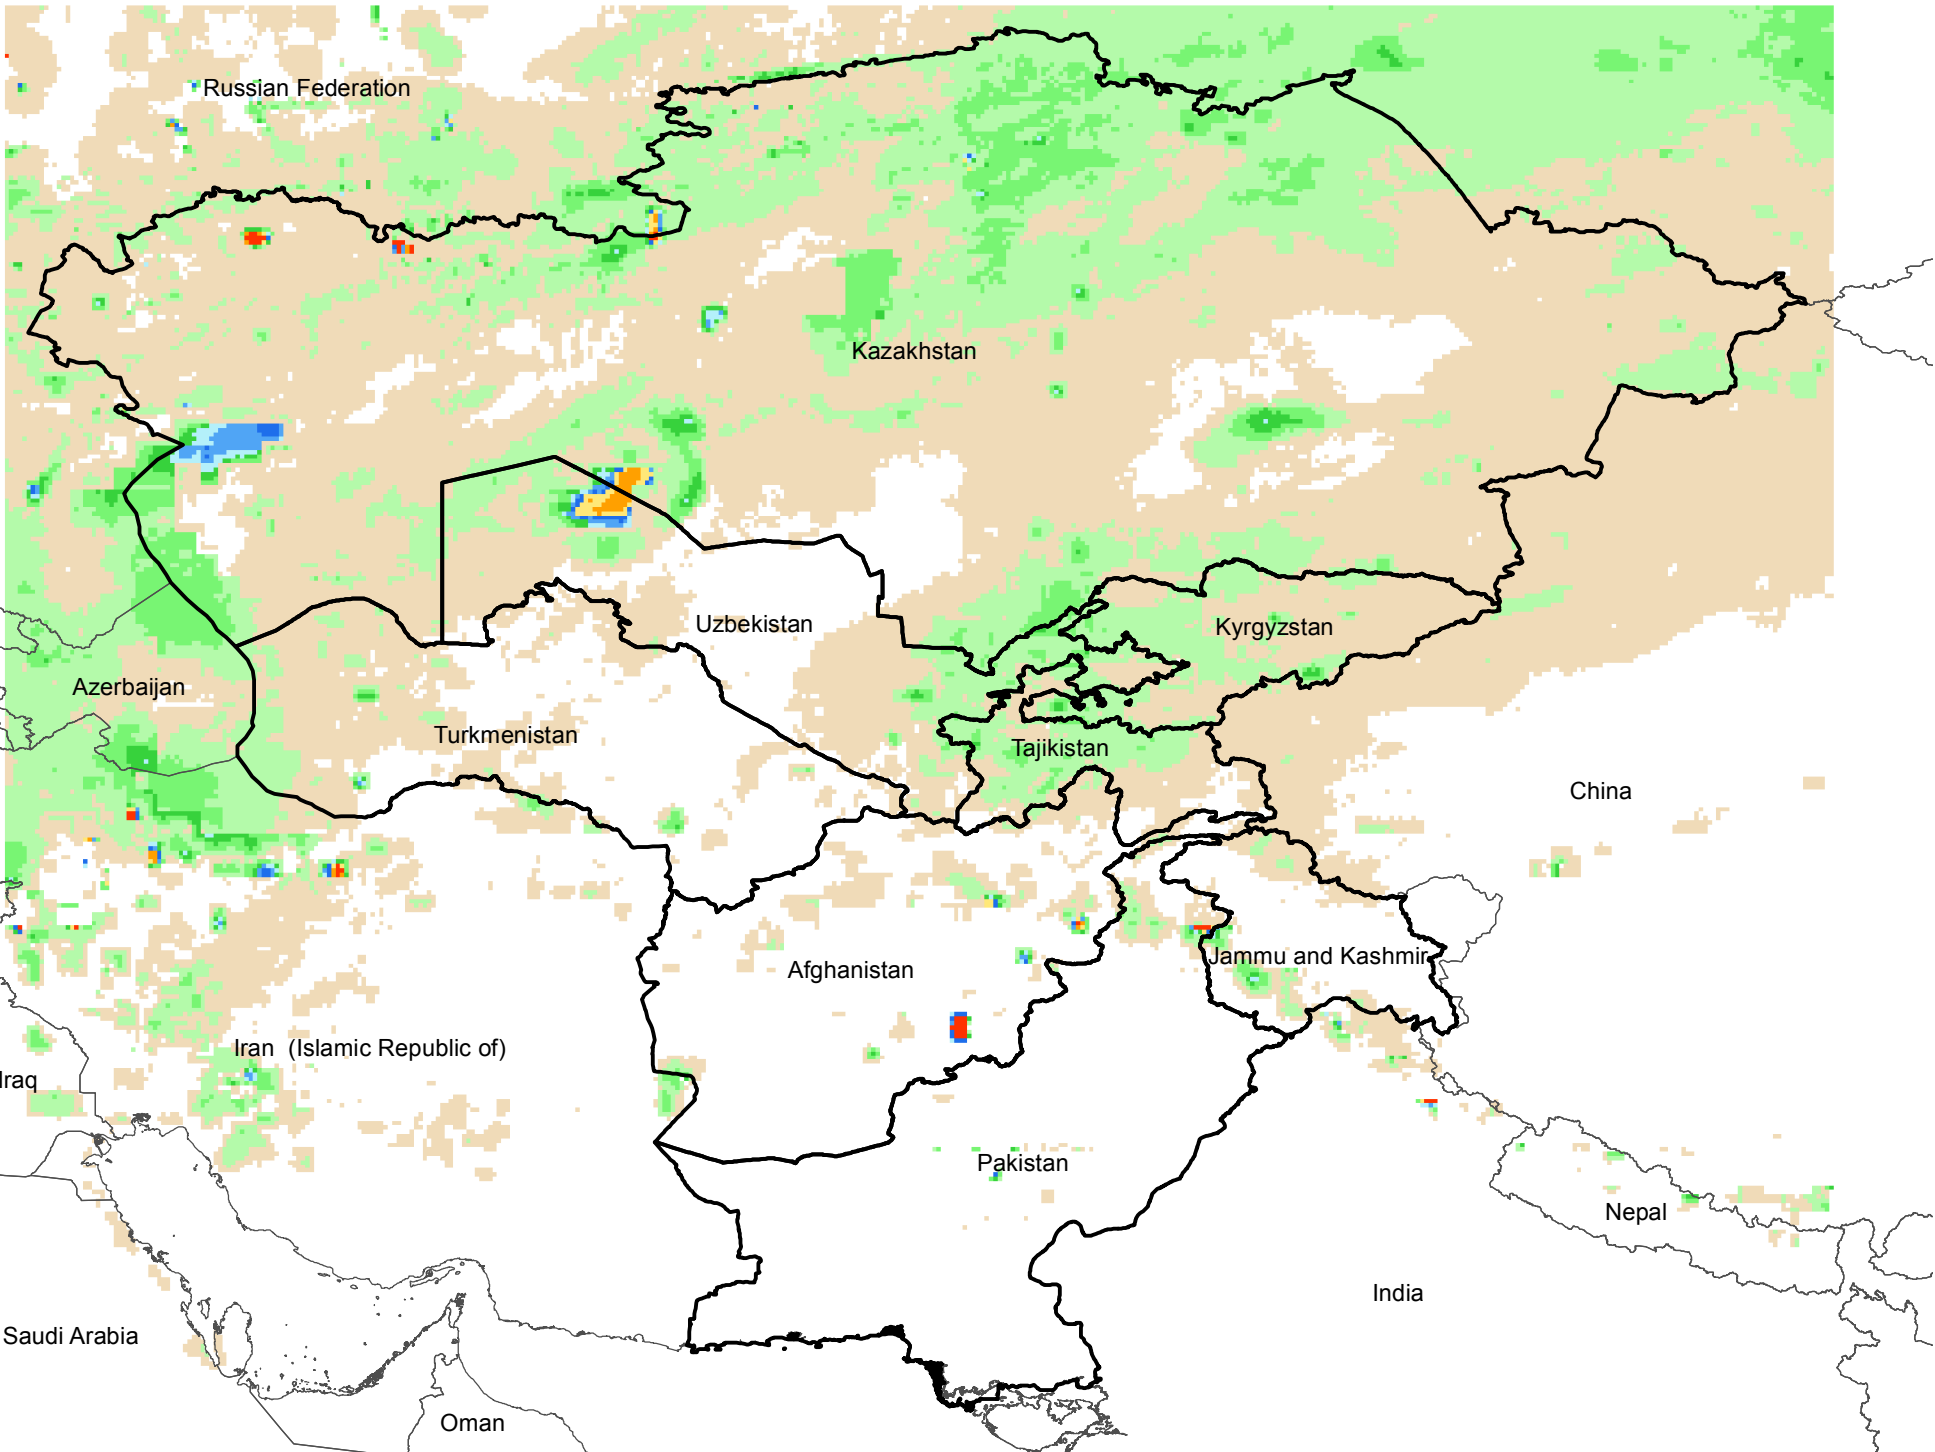 Russian Federation
Kazakhstan
Uzbekistan
Kyrgyzstan
Azerbaijan
Turkmenistan
Tajikistan
China
Afghanistan
Jammu and Kashmir
Iran (Islamic Republic of)
Iraq
Pakistan
Nepal
India
Saudi Arabia
Oman